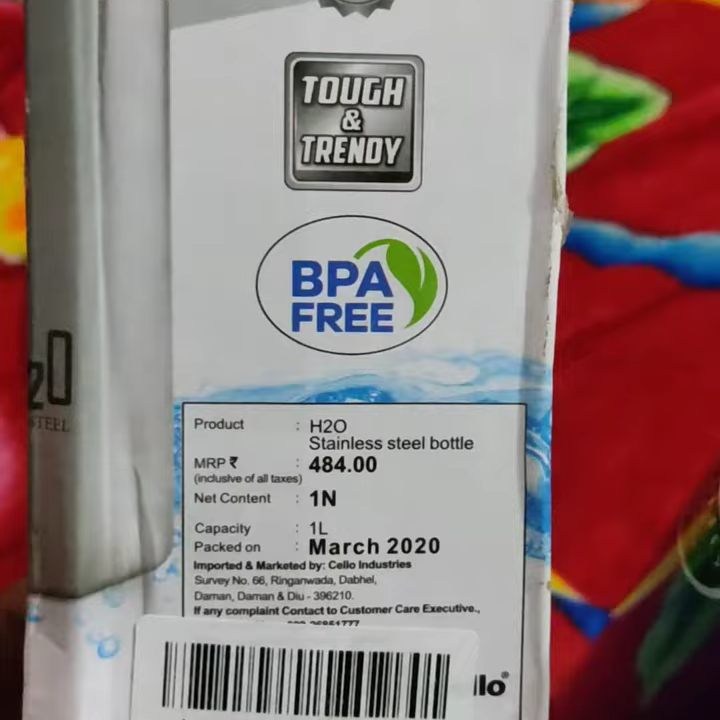 TOUGH
&
TRENDY
BPA
FREE
2O
STEEL
Product : H2O
Stainless steel bottle
MRP ₹ : 484.00
(inclusive of all taxes)
Net Content : 1N
Capacity : 1L
Packed on : March 2020
Imported & Marketed by: Cello Industries
Survey No. 66, Ringanwada, Dabhel,
Daman, Daman & Diu - 396210.
If any complaint Contact to Customer Care Executive.,
llo®